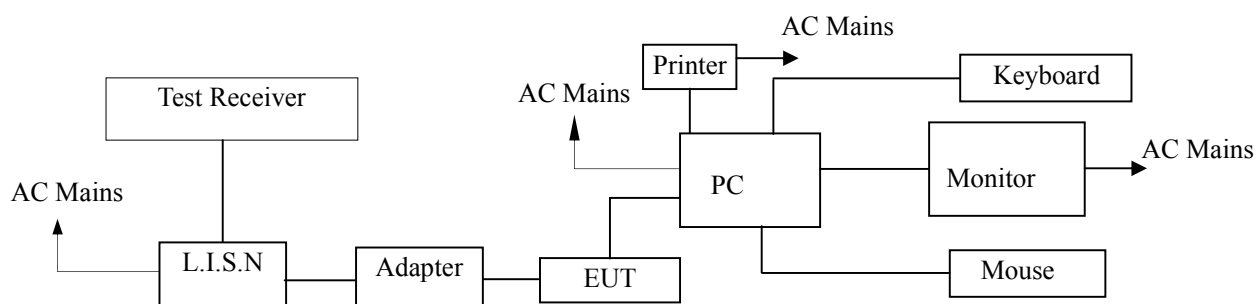 AC Mains
Printer
Keyboard
Test Receiver
AC Mains
AC Mains
PC
Monitor
AC Mains
L.I.S.N
Adapter
EUT
Mouse